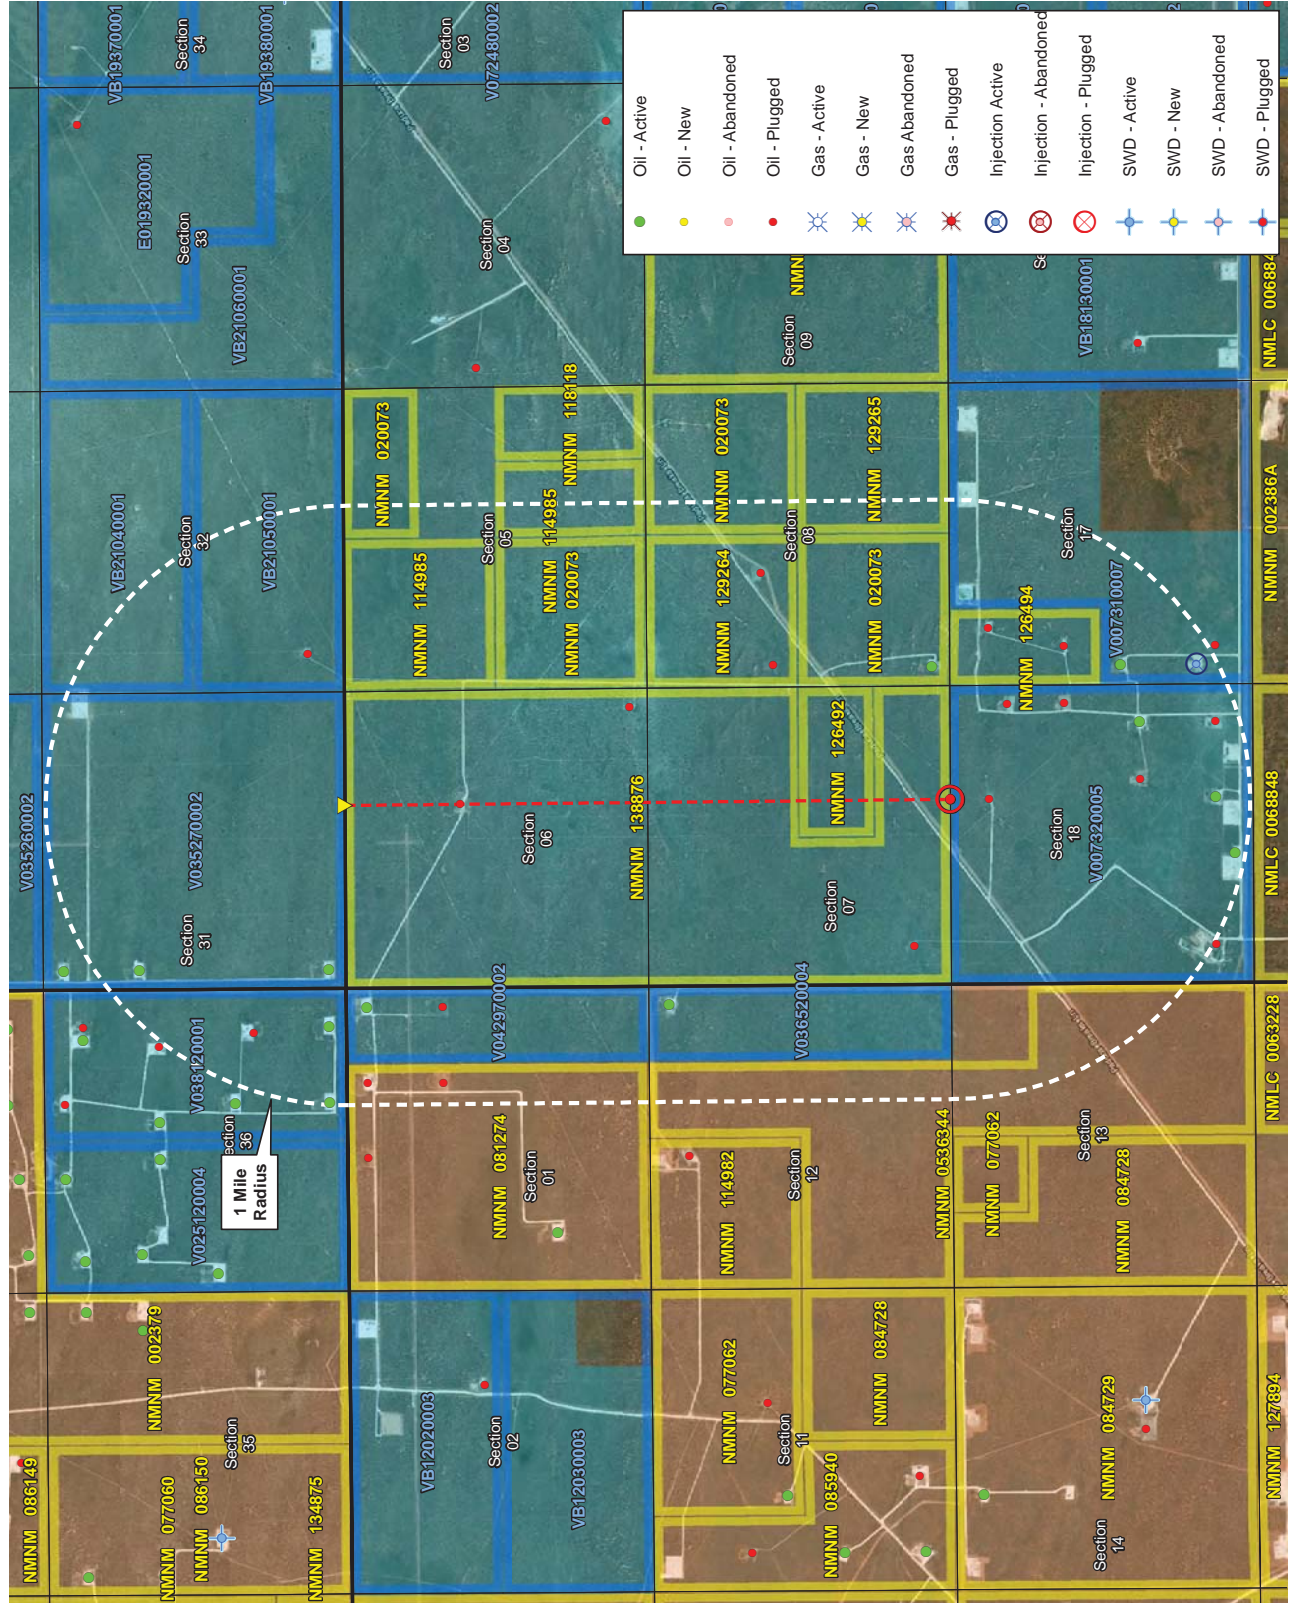 NMNM 086149
V035260002
NMNM 002379
VB19370001
NMNM 077060
VB21040001
E019320001
NMNM 086150
V025120004
V038120001
V035270002
Section
31
Section
32
Section
33
Section
34
Section
35
36
1 Mile
Radius
VB21050001
VB21060001
VB19380001
NMNM 134875
NMNM 020073
VB12020003
NMNM 114985
Section
02
NMNM 081274
V042970002
Section
01
Section
06
Section
05
Section
04
Section
03
V072480002
NMNM 114985
NMNM 020073
NMNM 118118
VB12030003
NMNM 138876
NMNM 077062
NMNM 114982
NMNM 129264
NMNM 020073
Section
11
Section
12
V036520004
Section
07
Section
08
Section
09
NMN
NMNM 085940
NMNM 126492
NMNM 084728
NMNM 020073
NMNM 129265
NMNM 0536344
NMNM 077062
NMNM 126494
Section
14
Section
13
Section
18
Section
17
Se
NMNM 084729
NMNM 084728
V007320005
V007310007
VB18130001
NMNM 127894
NMLC 0063228
NMLC 0068848
NMNM 002386A
NMLC 006884
Oil - Active
Oil - New
Oil - Abandoned
Oil - Plugged
Gas - Active
Gas - New
Gas Abandoned
Gas - Plugged
Injection Active
Injection - Abandoned
Injection - Plugged
SWD - Active
SWD - New
SWD - Abandoned
SWD - Plugged